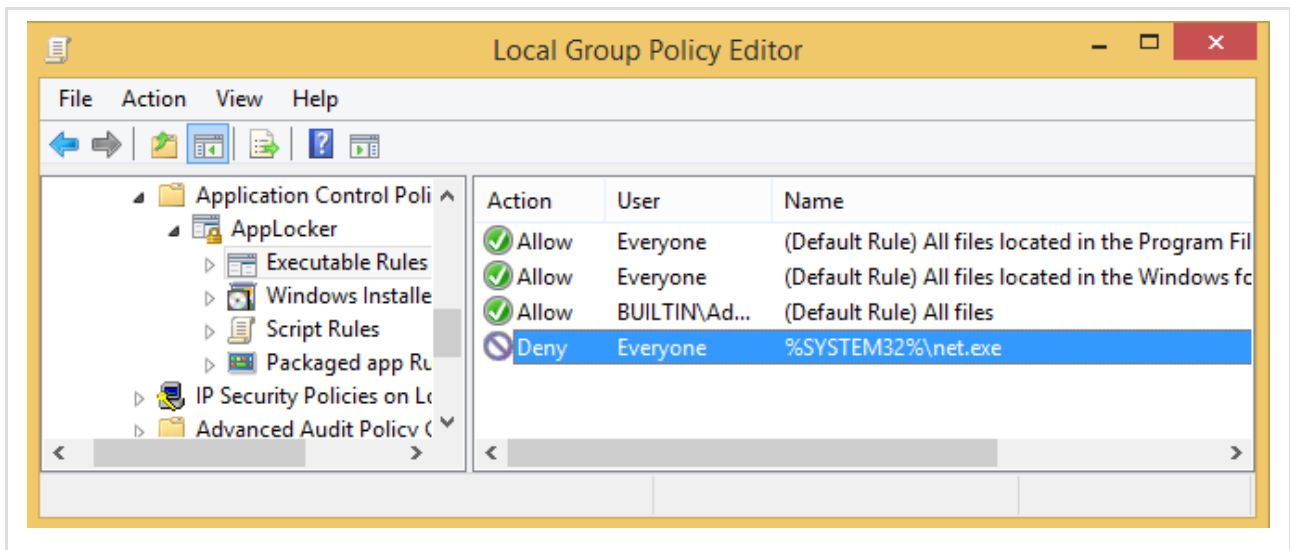 Local Group Policy Editor
File Action View Help
Application Control Poli
AppLocker
Executable Rules
Windows Installe
Script Rules
Packaged app Ru
IP Security Policies on Lo
Advanced Audit Policy C
Action User Name
Allow Everyone (Default Rule) All files located in the Program Fil
Allow Everyone (Default Rule) All files located in the Windows fc
Allow BUILTIN\Ad... (Default Rule) All files
Deny Everyone %SYSTEM32%\net.exe